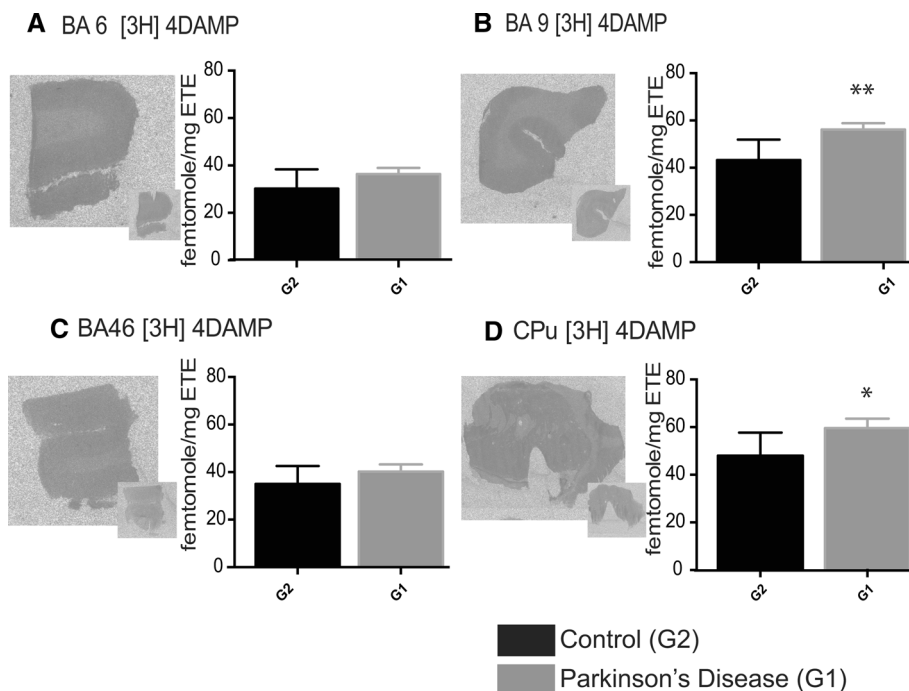 A BA 6 [3H] 4DAMP
femtomole/mg ETE
80
60
40
20
0
G2
G1
B BA 9 [3H] 4DAMP
femtomole/mg ETE
80
60
40
20
0
**
G2
G1
C BA46 [3H] 4DAMP
femtomole/mg ETE
80
60
40
20
0
G2
G1
D CPu [3H] 4DAMP
femtomole/mg ETE
80
60
40
20
0
*
G2
G1
Control (G2)
Parkinson's Disease (G1)